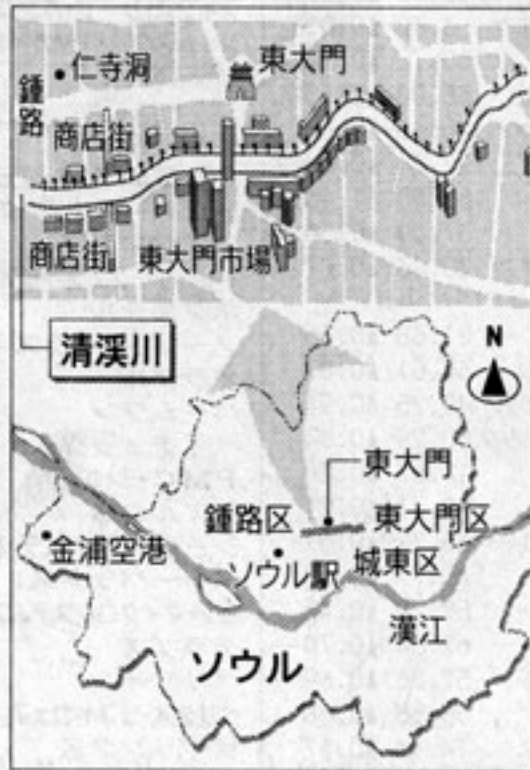 仁寺洞
東大門
鍾路
商店街
商店街
東大門市場
清渓川
N
東大門
鍾路区
東大門区
金浦空港
ソウル駅
城東区
漢江
ソウル